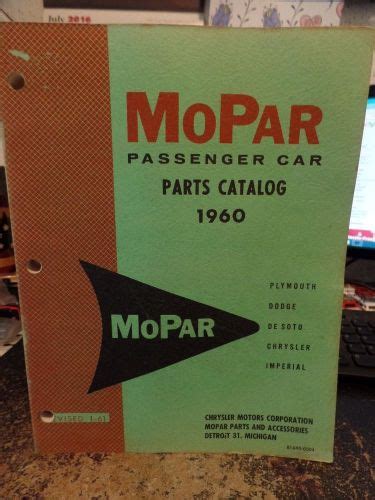 July 2016
MOPAR
PASSENGER CAR
PARTS CATALOG
1960
PLYMOUTH
DODGE
DE SOTO
CHRYSLER
IMPERIAL
MOPAR
CHRYSLER MOTORS CORPORATION
MOPAR PARTS AND ACCESSORIES
DETROIT 31, MICHIGAN
VISED 1-61